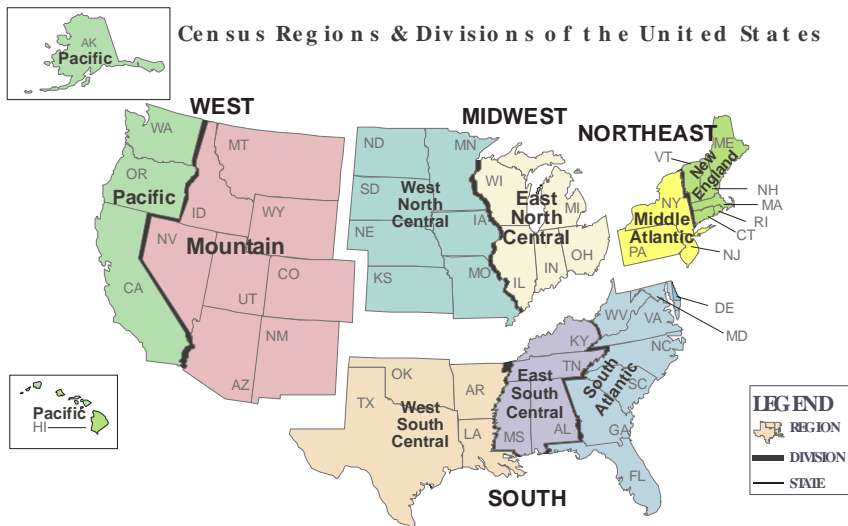 Census Regions & Divisions of the United States
AK
Pacific
WEST
MIDWEST
NORTHEAST
WA
MT
OR
Pacific
ID
WY
NV
Mountain
CA
UT
CO
AZ
NM
ND
MN
SD
West North
Central
NE
IA
KS
MO
WI
East
North
Central
MI
IL
IN
OH
VT
ME
New
England
NH
MA
RI
CT
NY
Middle
Atlantic
PA
NJ
DE
MD
WV
VA
KY
NC
TN
South
Atlantic
SC
East
South
Central
MS
AL
GA
FL
OK
AR
TX
West
South
Central
LA
SOUTH
Pacific
HI
LEGEND
REGION
DIVISION
STATE